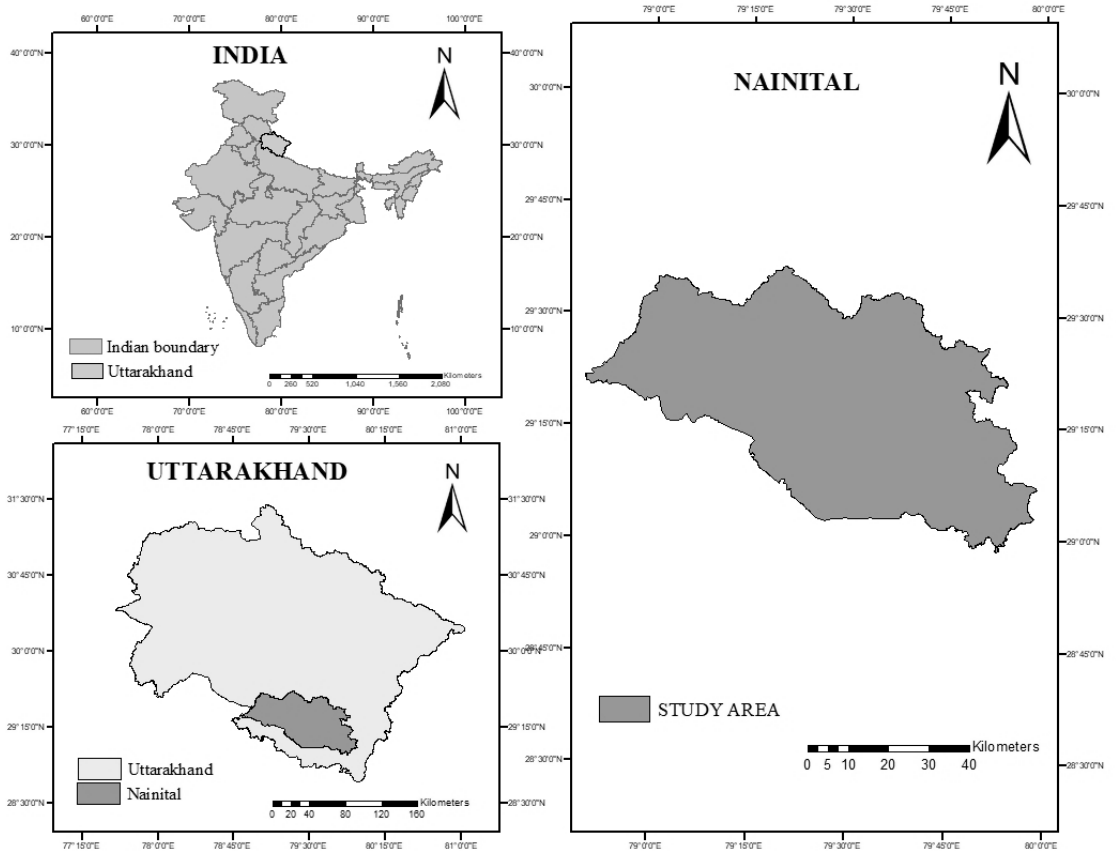 60°0'0"E 70°0'0"E 80°0'0"E 90°0'0"E 100°0'0"E
INDIA
N
40°0'0"N 40°0'0"N
30°0'0"N 30°0'0"N
20°0'0"N 20°0'0"N
10°0'0"N 10°0'0"N
Indian boundary
Uttarakhand
Kilometers
0 260 520 1,040 1,560 2,080
60°0'0"E 70°0'0"E 80°0'0"E 90°0'0"E 100°0'0"E
77°15'0"E 78°0'0"E 78°45'0"E 79°30'0"E 80°15'0"E 81°0'0"E
UTTARAKHAND
N
31°30'0"N 31°30'0"N
30°45'0"N 30°45'0"N
30°0'0"N 30°0'0"N
29°15'0"N 29°15'0"N
28°30'0"N 28°30'0"N
Uttarakhand
Nainital
Kilometers
0 20 40 80 120 160
77°15'0"E 78°0'0"E 78°45'0"E 79°30'0"E 80°15'0"E 81°0'0"E
79°0'0"E 79°15'0"E 79°30'0"E 79°45'0"E 80°0'0"E
NAINITAL
N
30°0'0"N 30°0'0"N
29°45'0"N 29°45'0"N
29°30'0"N 29°30'0"N
29°15'0"N 29°15'0"N
29°0'0"N 29°0'0"N
28°45'0"N 28°45'0"N
28°30'0"N 28°30'0"N
STUDY AREA
Kilometers
0 5 10 20 30 40
79°0'0"E 79°15'0"E 79°30'0"E 79°45'0"E 80°0'0"E